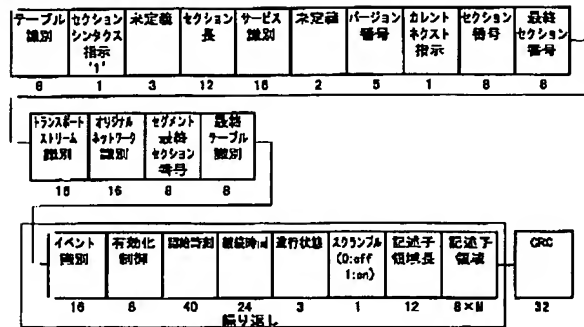 テーブル識別
セクションシンタクス指示'1'
未定義
セクション長
サービス識別
未定義
バージョン番号
カレントネクスト指示
セクション番号
最終セクション番号
8 1 3 12 16 2 5 1 8 8
トランスポートストリーム識別
オリジナルネットワーク識別
セグメント最終セクション番号
最終テーブル識別
16 16 8 8
イベント識別
有効化制御
開始時刻
継続時間
進行状態
スクランブル(0:off 1:on)
記述子領域長
記述子領域
CRC
16 6 40 24 3 1 12 8×N 32
繰り返し